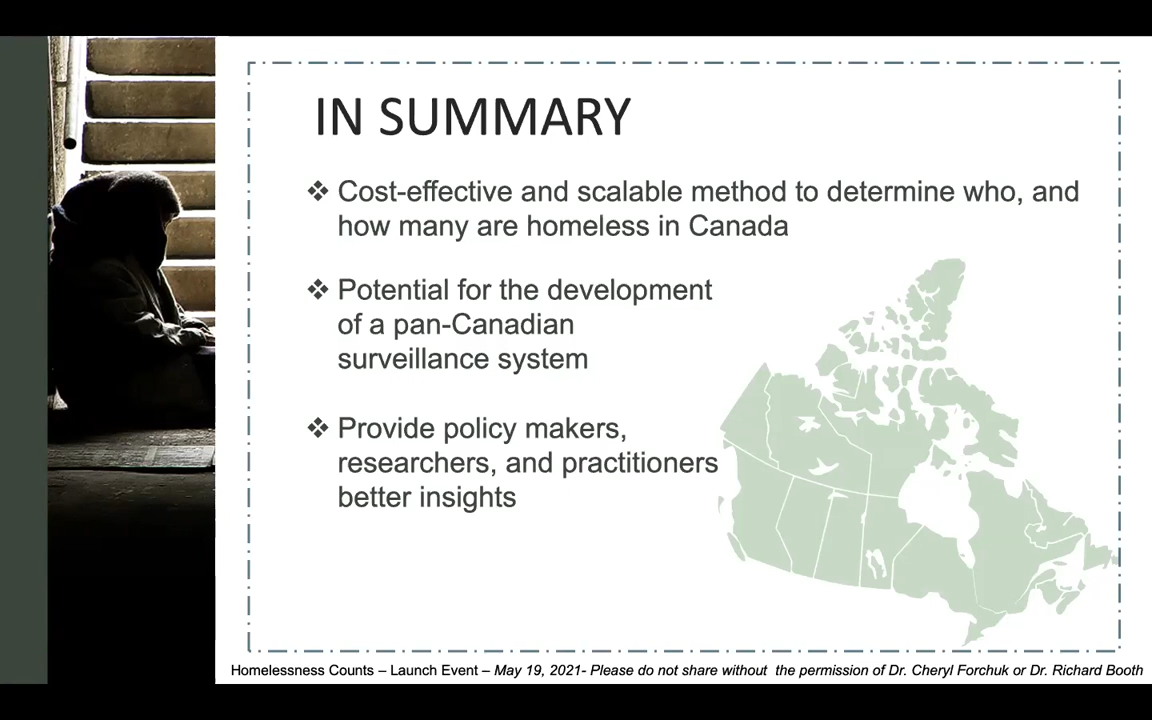 IN SUMMARY
❖ Cost-effective and scalable method to determine who, and
how many are homeless in Canada
❖ Potential for the development
of a pan-Canadian
surveillance system
❖ Provide policy makers,
researchers, and practitioners
better insights
Homelessness Counts – Launch Event – May 19, 2021- Please do not share without  the permission of Dr. Cheryl Forchuk or Dr. Richard Booth